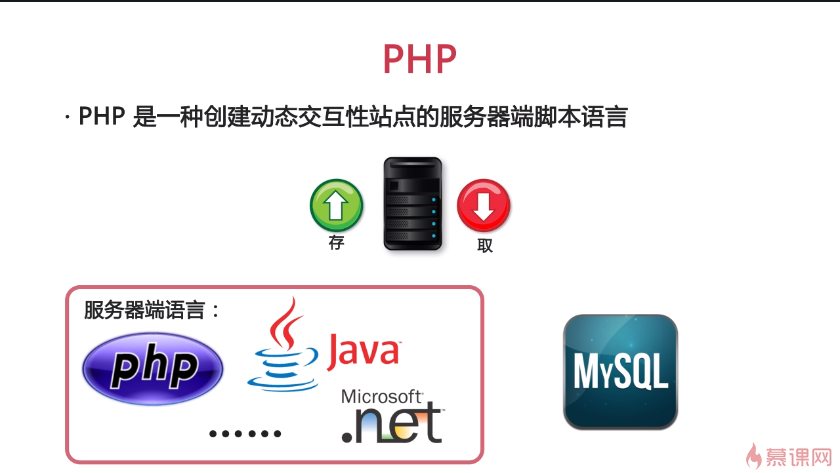 PHP
· PHP 是一种创建动态交互性站点的服务器端脚本语言
存
取
服务器端语言：
php
Java
Microsoft
.net
......
MySQL
慕课网